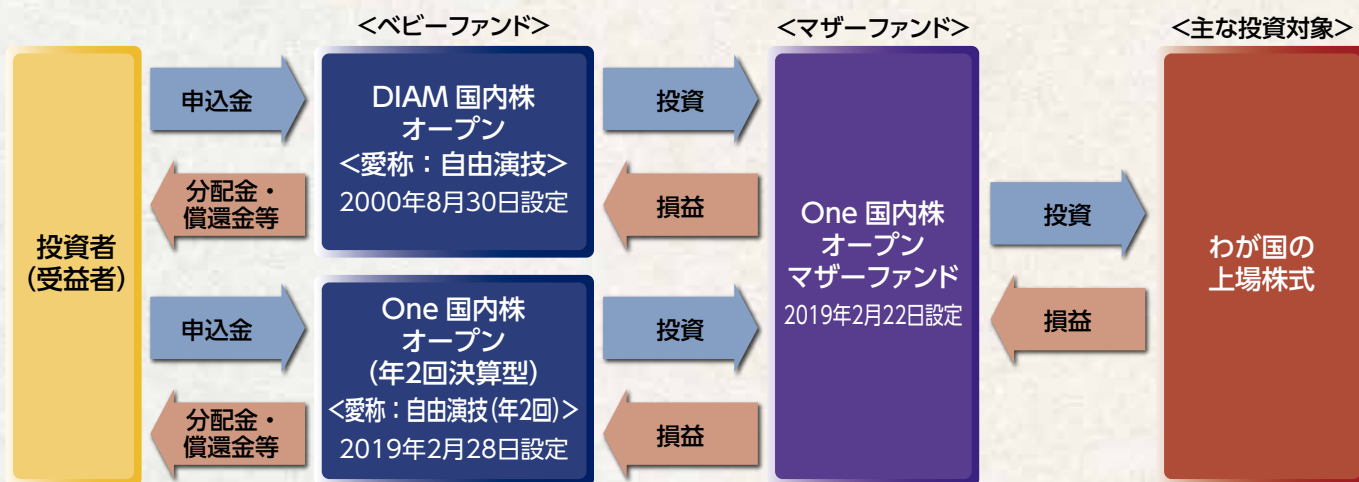 <ベビーファンド>
<マザーファンド>
<主な投資対象>
投資者
(受益者)
申込金
分配金・
償還金等
申込金
分配金・
償還金等
DIAM 国内株
オープン
<愛称：自由演技>
2000年8月30日設定
One 国内株
オープン
(年2回決算型)
<愛称：自由演技(年2回)>
2019年2月28日設定
投資
損益
投資
損益
One 国内株
オープン
マザーファンド
2019年2月22日設定
投資
損益
わが国の
上場株式